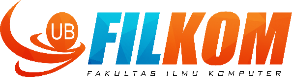 UB
FILKOM
FAKULTAS ILMU KOMPUTER